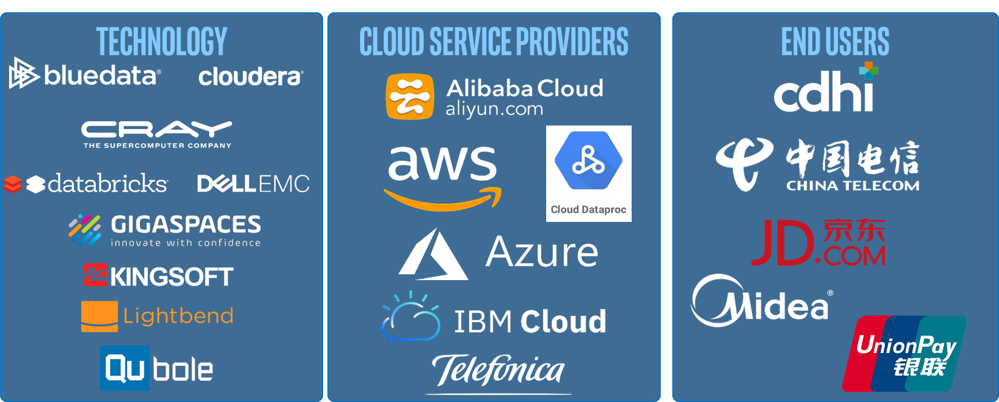 TECHNOLOGY
bluedata®
cloudera®
CRAY
THE SUPERCOMPUTER COMPANY
databricks
DELLEMC
GIGASPACES
innovate with confidence
KINGSOFT
Lightbend
Qubole
CLOUD SERVICE PROVIDERS
Alibaba Cloud
aliyun.com
aws
Cloud Dataproc
Azure
IBM Cloud
Telefónica
END USERS
cdhi
中国电信
CHINA TELECOM
JD.京东
COM
Midea®
UnionPay
银联